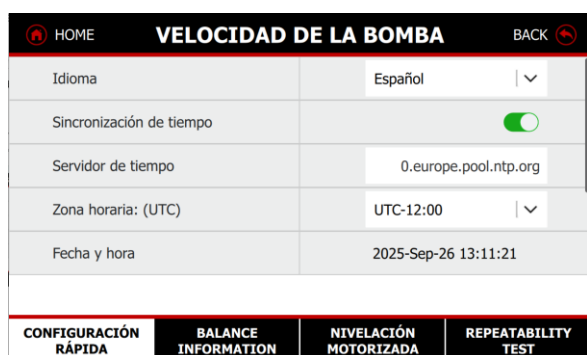 HOME VELOCIDAD DE LA BOMBA BACK
Idioma Español
Sincronización de tiempo
Servidor de tiempo 0.europe.pool.ntp.org
Zona horaria: (UTC) UTC-12:00
Fecha y hora 2025-Sep-26 13:11:21
CONFIGURACIÓN BALANCE NIVELACIÓN REPEATABILITY
RÁPIDA INFORMATION MOTORIZADA TEST